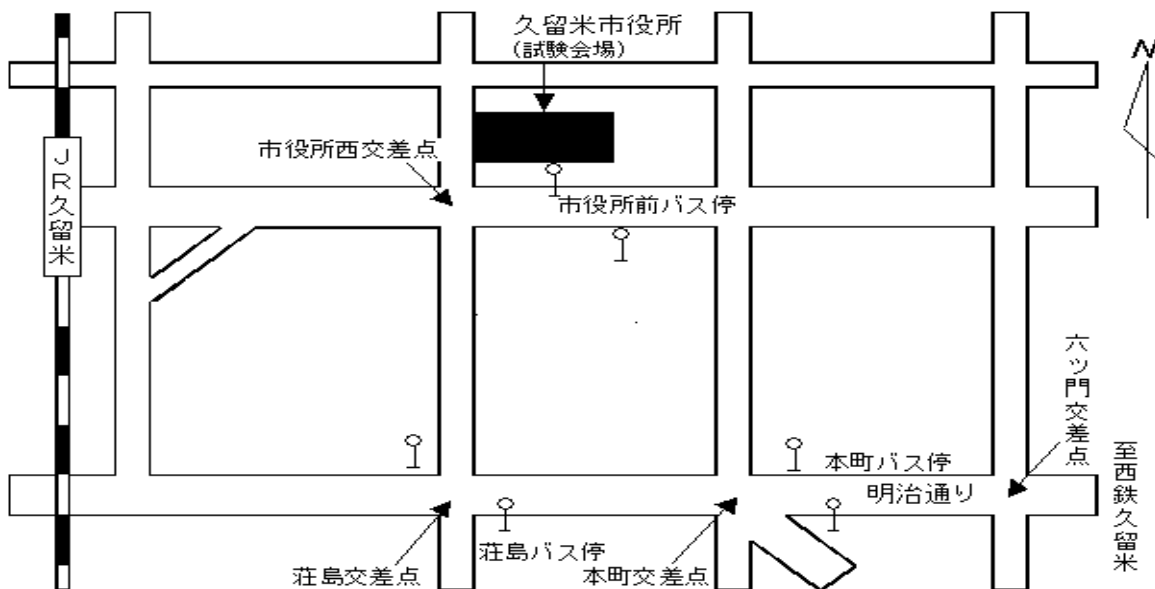 久留米市役所
(試験会場)
N
市役所西交差点
JR久留米
市役所前バス停
六ツ門交差点
本町バス停
至西鉄久留米
明治通り
荘島バス停
荘島交差点
本町交差点